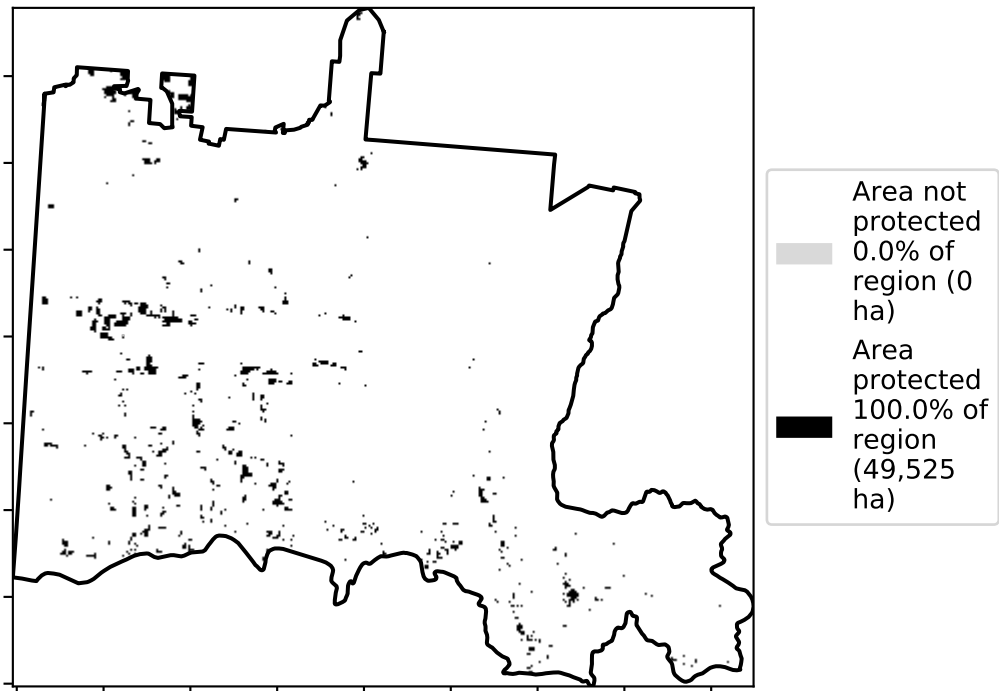 Area not
protected
0.0% of
region (0
ha)
Area
protected
100.0% of
region
(49,525
ha)